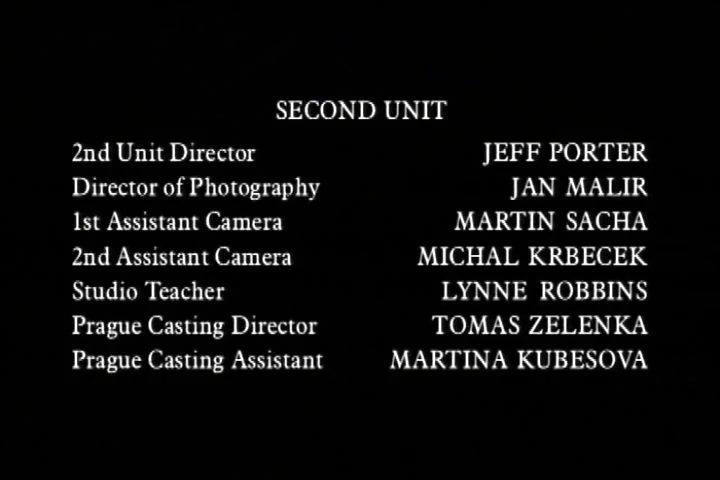 SECOND UNIT
2nd Unit Director JEFF PORTER
Director of Photography JAN MALIR
1st Assistant Camera MARTIN SACHA
2nd Assistant Camera MICHAL KRBECEK
Studio Teacher LYNNE ROBBINS
Prague Casting Director TOMAS ZELENKA
Prague Casting Assistant MARTINA KUBESOVA